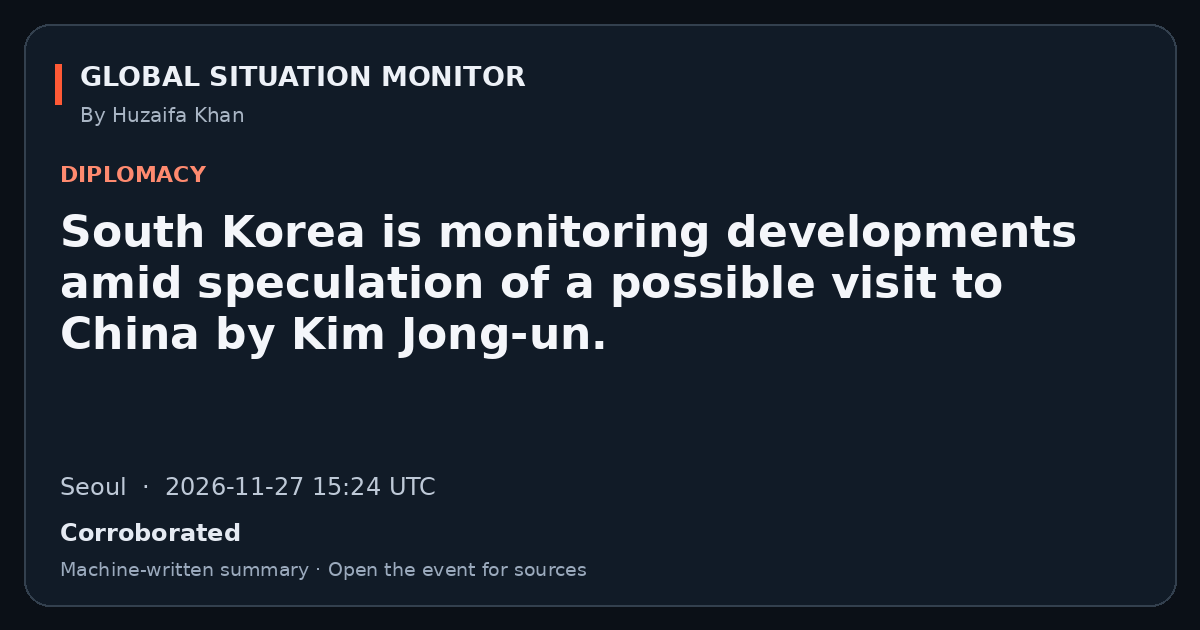 GLOBAL SITUATION MONITOR
By Huzaifa Khan
DIPLOMACY
South Korea is monitoring developments
amid speculation of a possible visit to
China by Kim Jong-un.
Seoul · 2026-11-27 15:24 UTC
Corroborated
Machine-written summary · Open the event for sources